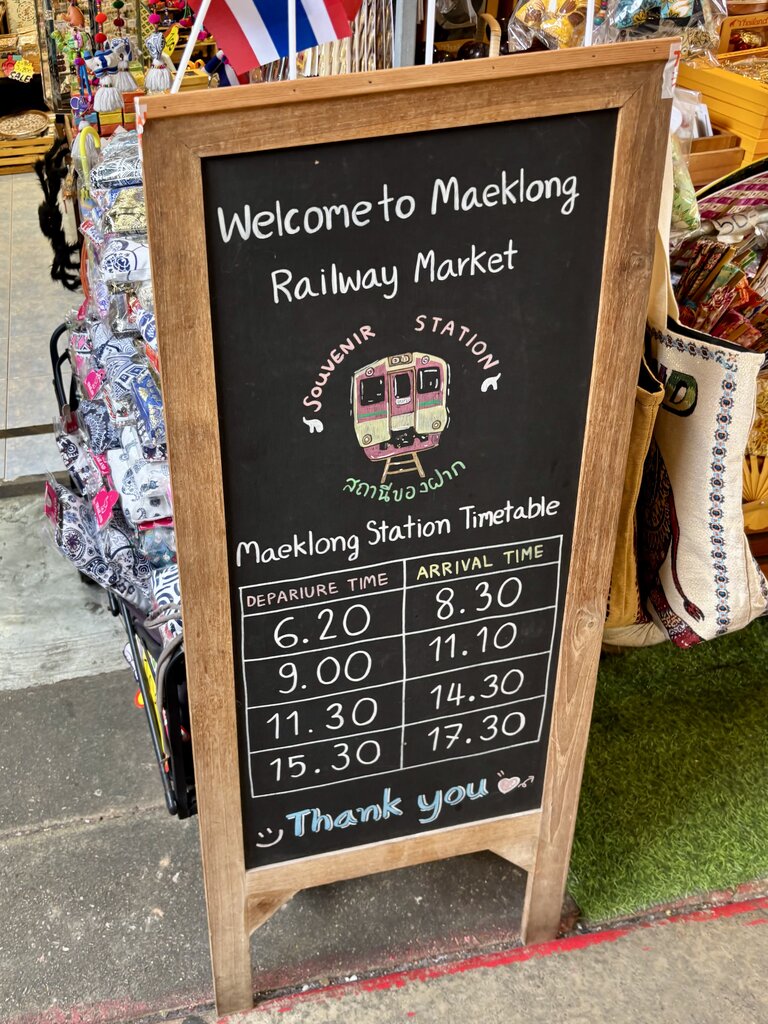 Welcome to Maeklong
Railway Market
SOUVENIR STATION
สถานีของฝาก
Maeklong Station Timetable
DEPARIURE TIME ARRIVAL TIME
6.20 8.30
9.00 11.10
11.30 14.30
15.30 17.30
Thank you